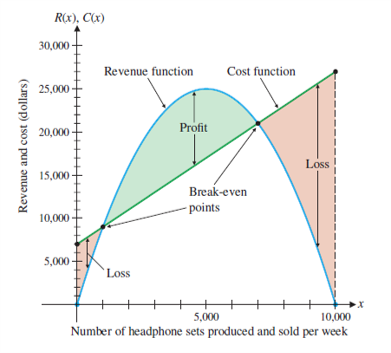 R(x), C(x)
30,000
Revenue function
Cost function
25,000
20,000
Profit
15,000
Loss
Break-even
points
10,000
5,000
Loss
x
5,000
10,000
Revenue and cost (dollars)
Number of headphone sets produced and sold per week